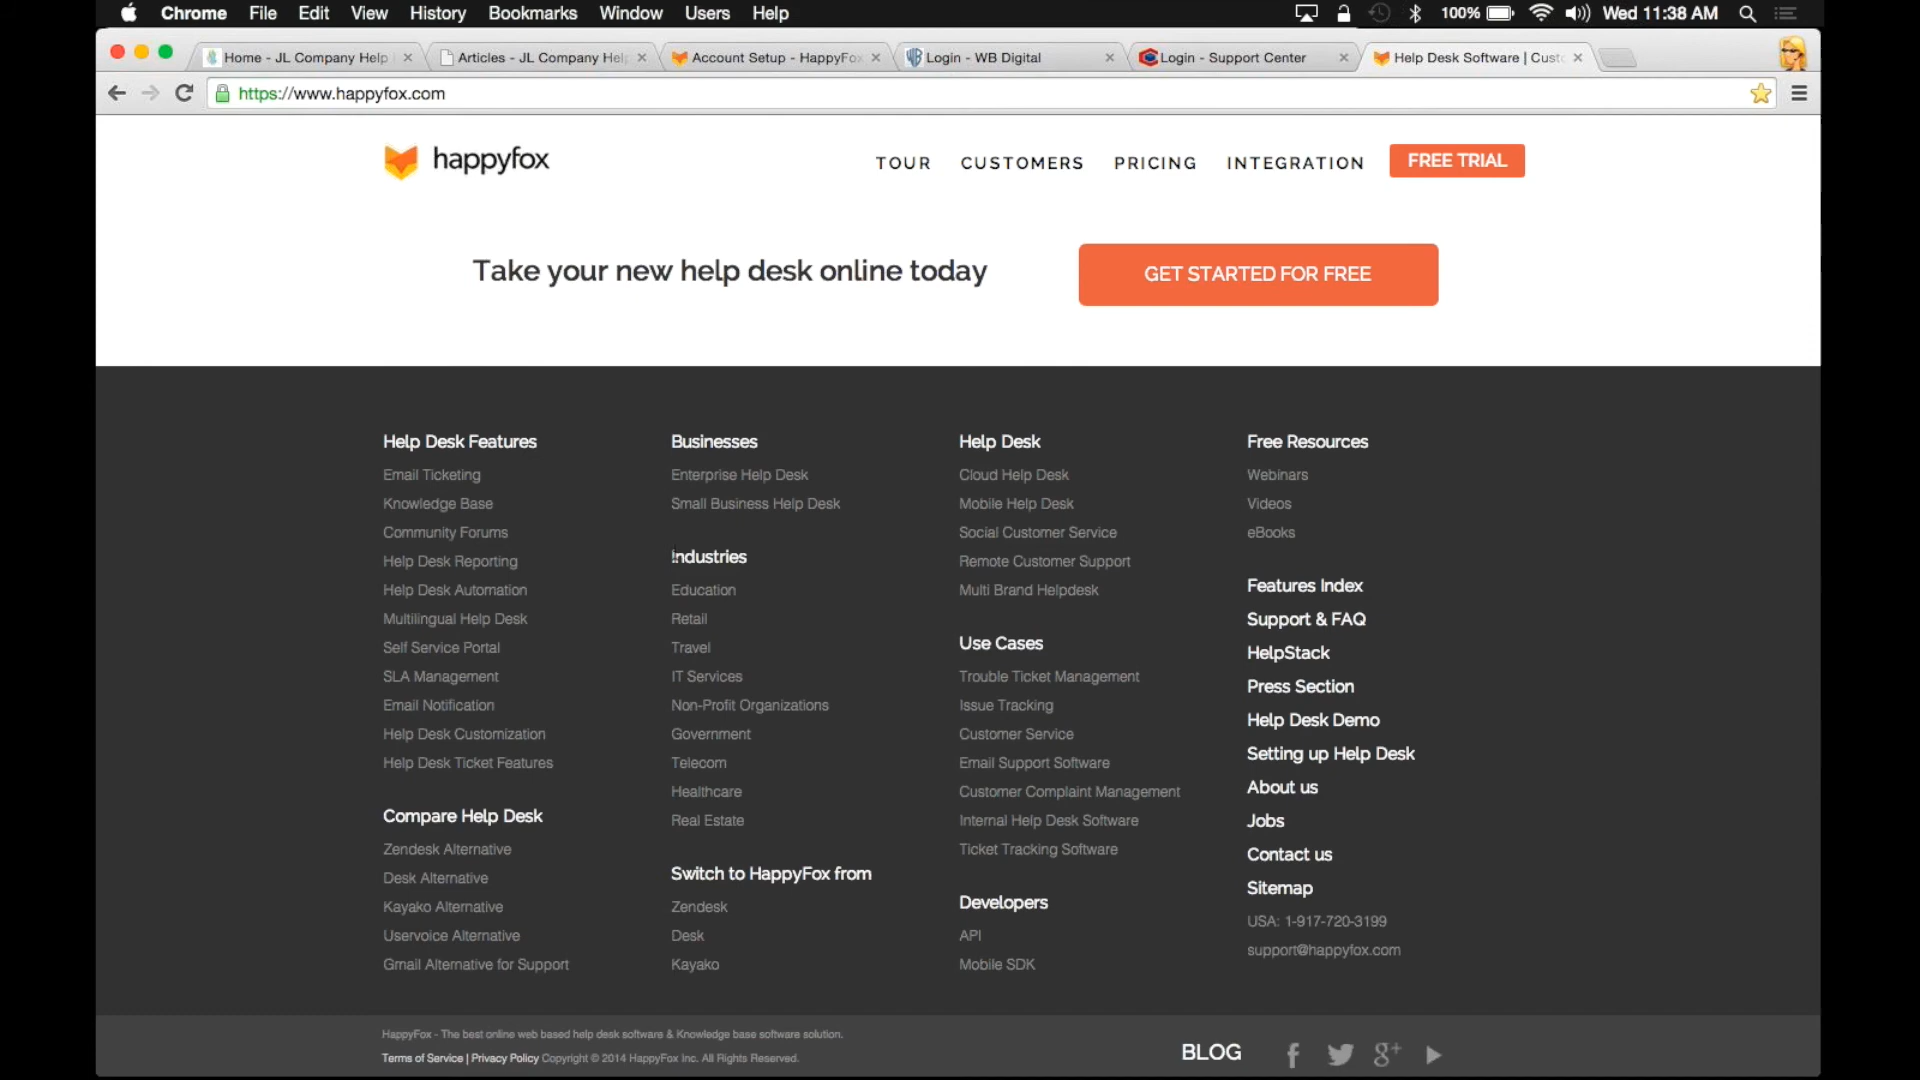 Chrome File Edit View History Bookmarks Window Users Help 100% Wed 11:38 AM
Home - JL Company Help Articles - JL Company Help Account Setup - HappyFox Login - WB Digital Login - Support Center Help Desk Software | Custo
https://www.happyfox.com
happyfox TOUR CUSTOMERS PRICING INTEGRATION FREE TRIAL
Take your new help desk online today GET STARTED FOR FREE
Help Desk Features
Email Ticketing
Knowledge Base
Community Forums
Help Desk Reporting
Help Desk Automation
Multilingual Help Desk
Self Service Portal
SLA Management
Email Notification
Help Desk Customization
Help Desk Ticket Features
Compare Help Desk
Zendesk Alternative
Desk Alternative
Kayako Alternative
Uservoice Alternative
Gmail Alternative for Support
Businesses
Enterprise Help Desk
Small Business Help Desk
Industries
Education
Retail
Travel
IT Services
Non-Profit Organizations
Government
Telecom
Healthcare
Real Estate
Switch to HappyFox from
Zendesk
Desk
Kayako
Help Desk
Cloud Help Desk
Mobile Help Desk
Social Customer Service
Remote Customer Support
Multi Brand Helpdesk
Use Cases
Trouble Ticket Management
Issue Tracking
Customer Service
Email Support Software
Customer Complaint Management
Internal Help Desk Software
Ticket Tracking Software
Developers
API
Mobile SDK
Free Resources
Webinars
Videos
eBooks
Features Index
Support & FAQ
HelpStack
Press Section
Help Desk Demo
Setting up Help Desk
About us
Jobs
Contact us
Sitemap
USA: 1-917-720-3199
support@happyfox.com
HappyFox - The best online web based help desk software & Knowledge base software solution.
Terms of Service | Privacy Policy Copyright © 2014 HappyFox Inc. All Rights Reserved.
BLOG